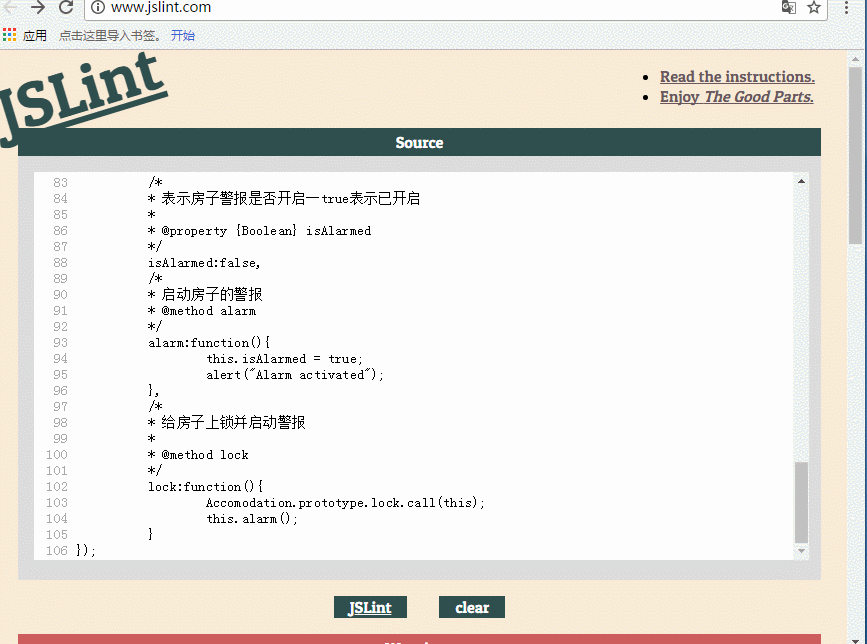 www.jslint.com
应用 点击这里导入书签。 开始
JSLint
Read the instructions.
Enjoy The Good Parts.
Source
83 /*
84 * 表示房子警报是否开启一true表示已开启
85 *
86 * @property {Boolean} isAlarmed
87 */
88 isAlarmed:false,
89 /*
90 * 启动房子的警报
91 * @method alarm
92 */
93 alarm:function(){
94 this.isAlarmed = true;
95 alert("Alarm activated");
96 },
97 /*
98 * 给房子上锁并启动警报
99 *
100 * @method lock
101 */
102 lock:function(){
103 Accomodation.prototype.lock.call(this);
104 this.alarm();
105 }
106 });
JSLint clear